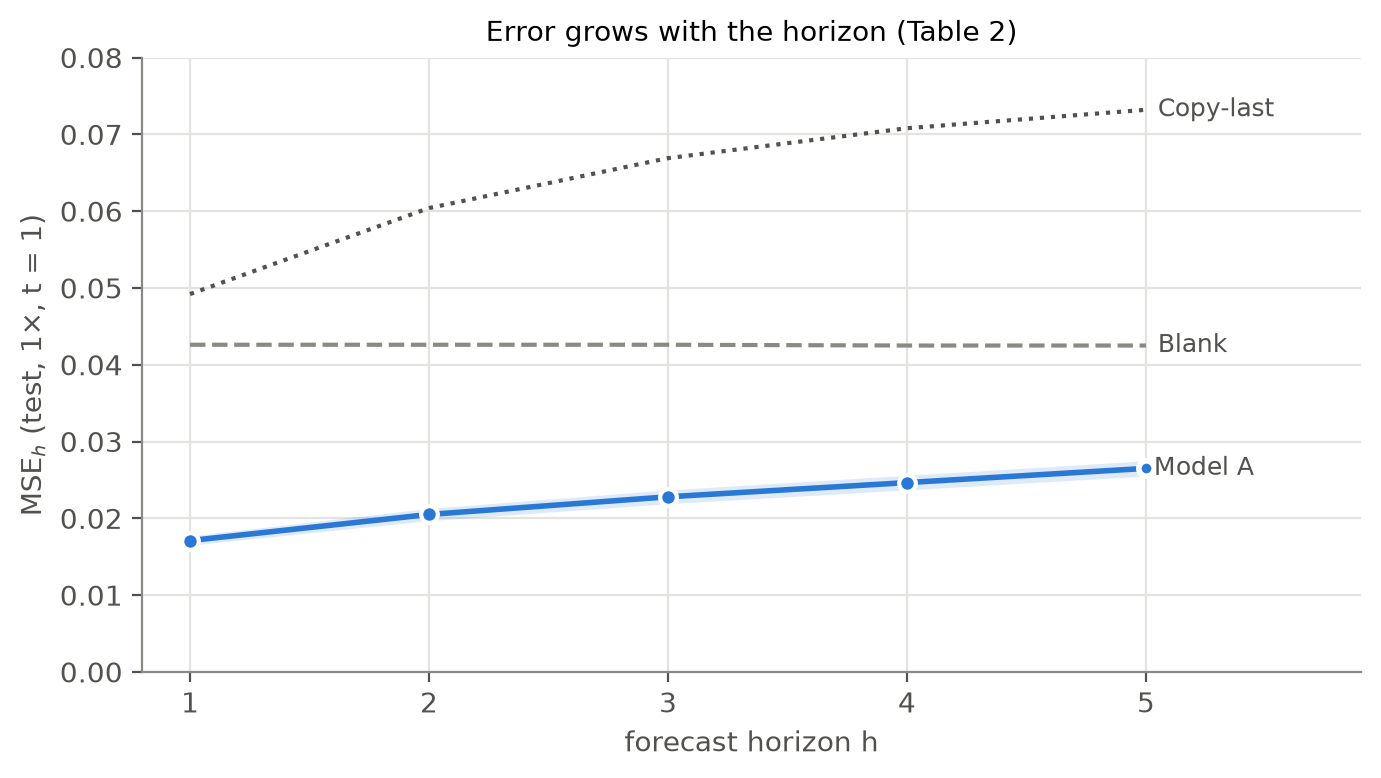 Error grows with the horizon (Table 2)
MSE_h (test, 1×, t = 1)
0.08
0.07
0.06
0.05
0.04
0.03
0.02
0.01
0.00
Copy-last
Blank
Model A
1 2 3 4 5
forecast horizon h